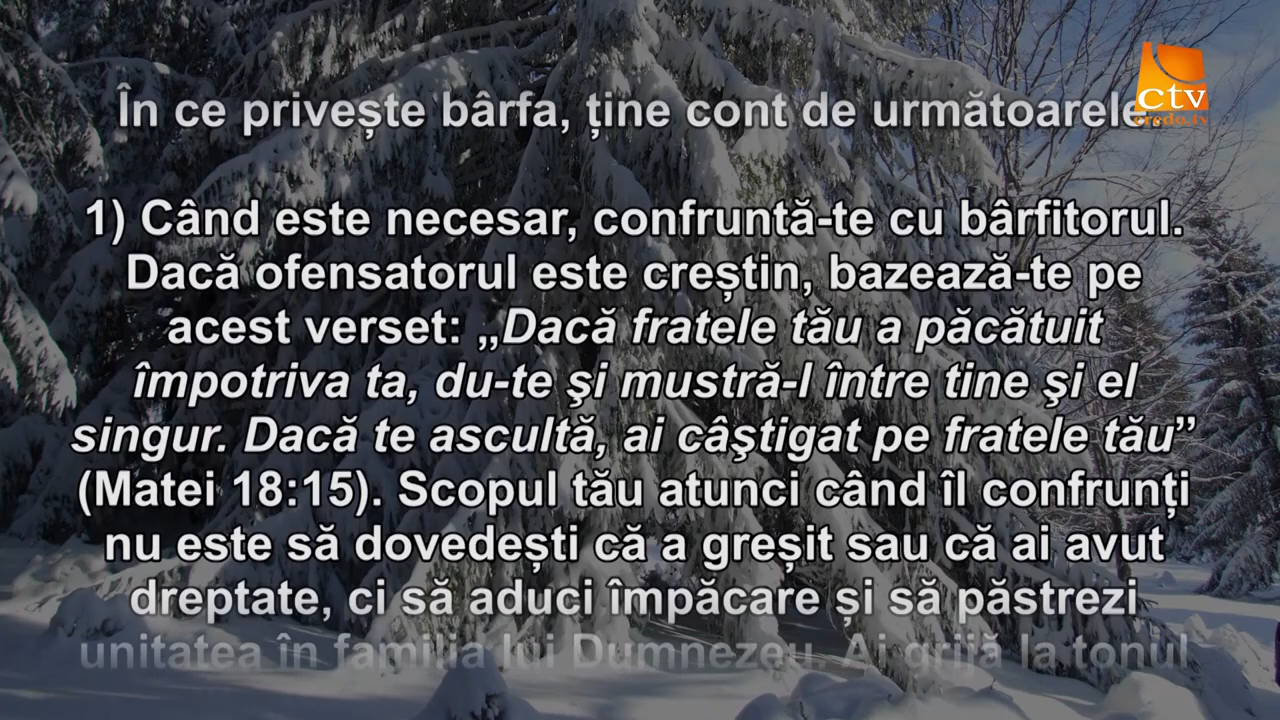 În ce privește bârfa, ține cont de următoarele
ctv
credo.tv
1) Când este necesar, confruntă-te cu bârfitorul.
Dacă ofensatorul este creștin, bazează-te pe
acest verset: „Dacă fratele tău a păcătuit
împotriva ta, du-te şi mustră-l între tine şi el
singur. Dacă te ascultă, ai câştigat pe fratele tău”
(Matei 18:15). Scopul tău atunci când îl confrunți
nu este să dovedești că a greșit sau că ai avut
dreptate, ci să aduci împăcare și să păstrezi
unitatea în familia lui Dumnezeu. Ai grijă la tonul